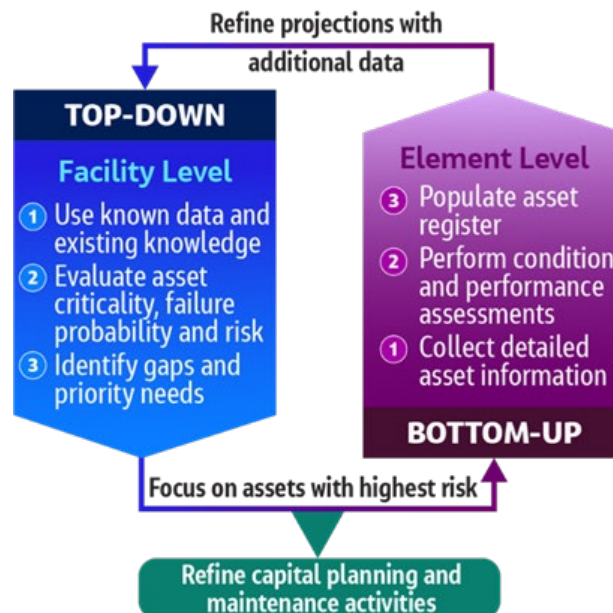 Refine projections with
additional data
TOP-DOWN
Facility Level
1 Use known data and
existing knowledge
2 Evaluate asset
criticality, failure
probability and risk
3 Identify gaps and
priority needs
Element Level
3 Populate asset
register
2 Perform condition
and performance
assessments
1 Collect detailed
asset information
BOTTOM-UP
Focus on assets with highest risk
Refine capital planning and
maintenance activities